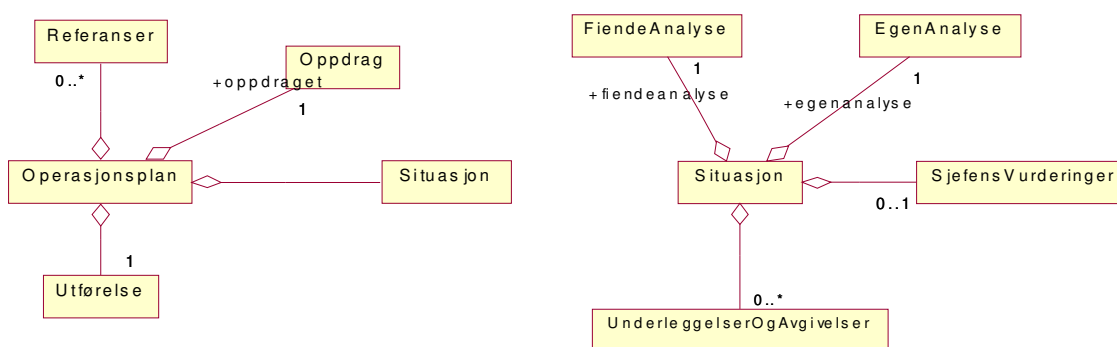 Referanser
0..*
Oppdrag
+oppdraget
1
Operasjonsplan
Situasjon
1
Utførelse
FiendeAnalyse
1
+fiendeanalyse
EgenAnalyse
1
+egenanalyse
Situasjon
SjefensVurderinger
0..1
0..*
UnderleggelserOgAvgivelser